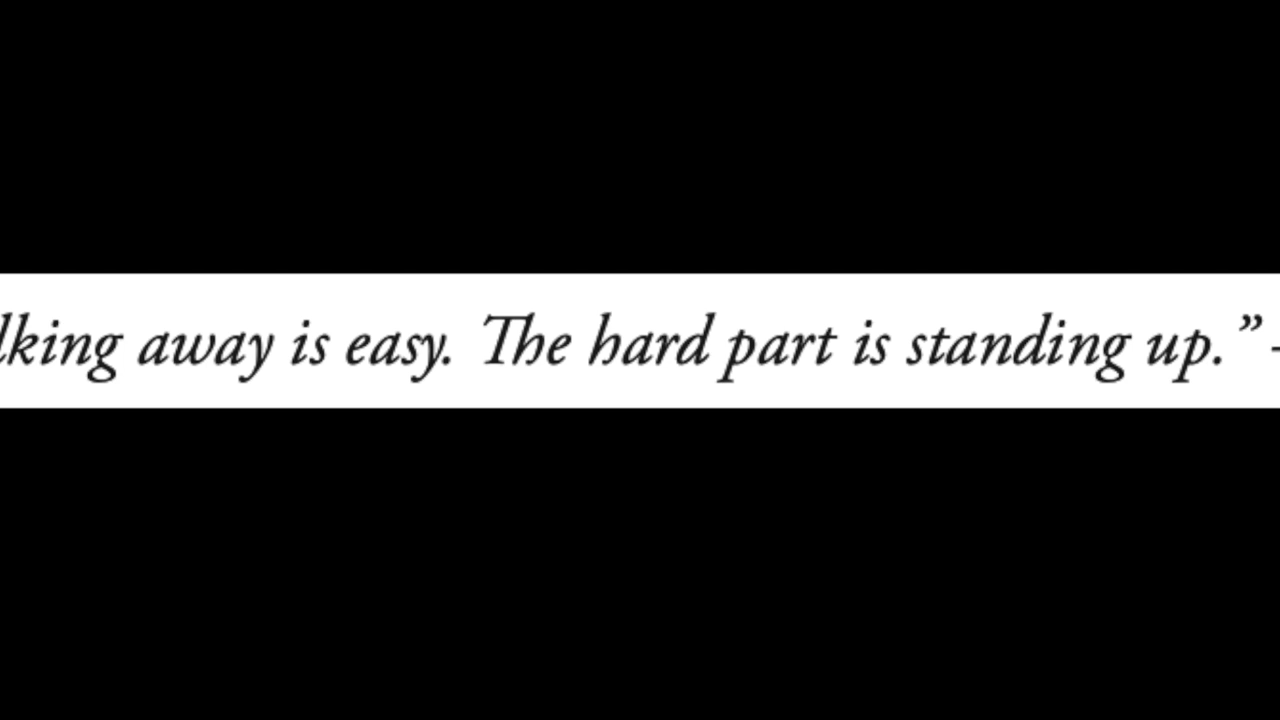 lking away is easy. The hard part is standing up.” -